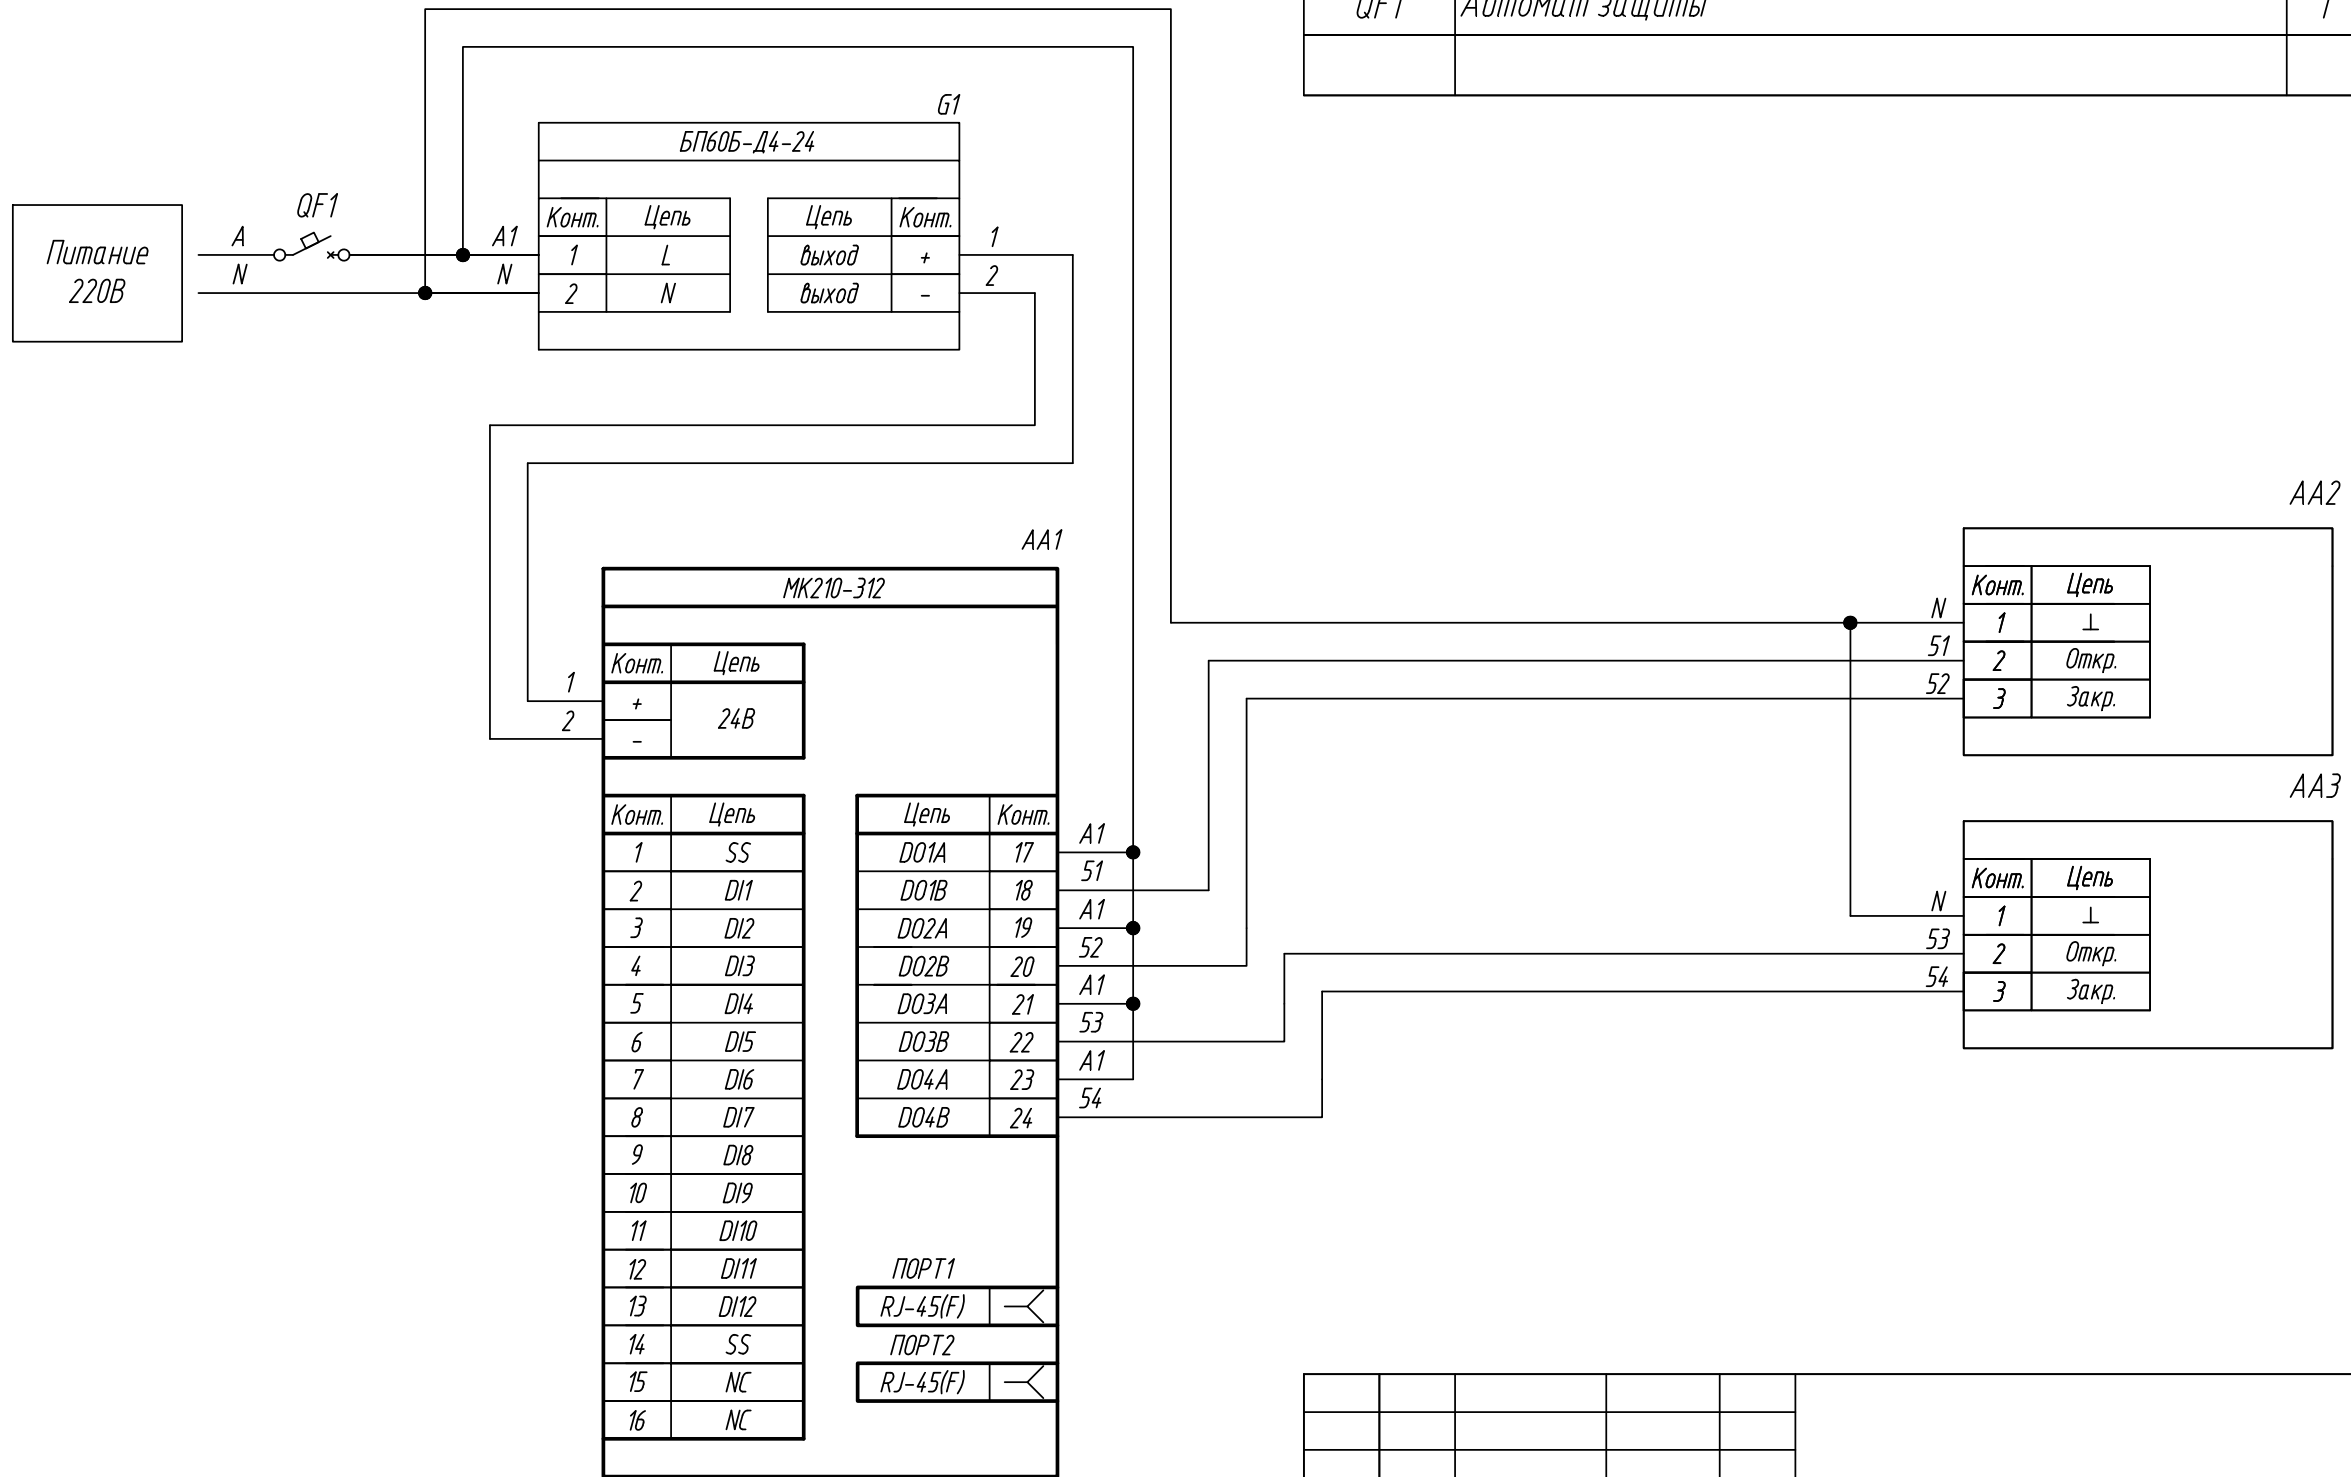 QF1 Автомат защиты 1
G1
БП60Б-Д4-24
Питание
220В
QF1
A
N
A1
N
Конт. Цепь
1 L
2 N
Цепь Конт.
выход +
выход -
1
2
AA1
МК210-312
Конт. Цепь
1 + 24В
2 -
Конт. Цепь
1 SS
2 DI1
3 DI2
4 DI3
5 DI4
6 DI5
7 DI6
8 DI7
9 DI8
10 DI9
11 DI10
12 DI11
13 DI12
14 SS
15 NC
16 NC
Цепь Конт.
DO1A 17 A1
DO1B 18 51
DO2A 19 A1
DO2B 20 52
DO3A 21 A1
DO3B 22 53
DO4A 23 A1
DO4B 24 54
ПОРТ1
RJ-45(F)
ПОРТ2
RJ-45(F)
AA2
Конт. Цепь
N 1 ⊥
51 2 Откр.
52 3 Закр.
AA3
Конт. Цепь
N 1 ⊥
53 2 Откр.
54 3 Закр.